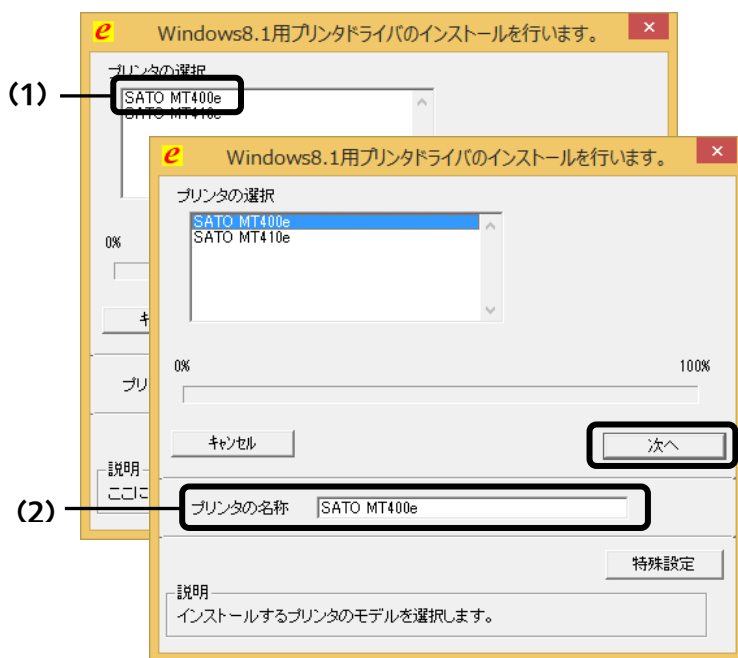 e Windows8.1用プリンタドライバのインストールを行います。
プリンタの選択
(1)
SATO MT400e
SATO MT410e
0%
キ
プリ
説明
ここに
e Windows8.1用プリンタドライバのインストールを行います。
プリンタの選択
SATO MT400e
SATO MT410e
0% 100%
キャンセル 次へ
(2)
プリンタの名称 SATO MT400e
特殊設定
説明
インストールするプリンタのモデルを選択します。